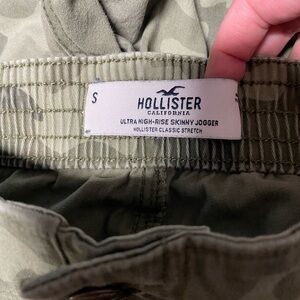 S
HOLLISTER
CALIFORNIA
ULTRA HIGH-RISE SKINNY JOGGER
HOLLISTER CLASSIC STRETCH